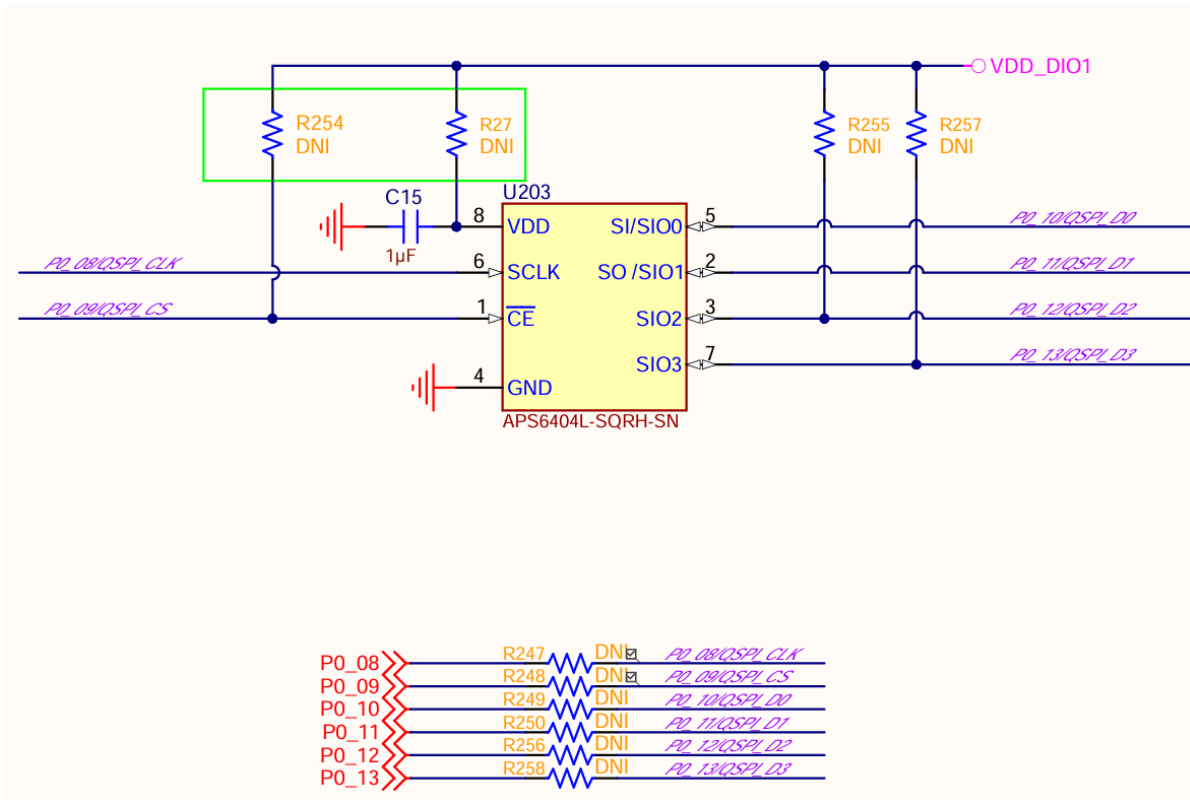 VDD_DIO1
R254
DNI
R27
DNI
R255
DNI
R257
DNI
C15
1µF
U203
8 VDD
SI/SIO0 5
P0_10/QSPI_D0
P0_08/QSPI_CLK
6 SCLK
SO /SIO1 2
P0_11/QSPI_D1
P0_09/QSPI_CS
1 CE
SIO2 3
P0_12/QSPI_D2
SIO3 7
P0_13/QSPI_D3
4 GND
APS6404L-SQRH-SN
P0_08 R247 DNI P0_08/QSPI_CLK
P0_09 R248 DNI P0_09/QSPI_CS
P0_10 R249 DNI P0_10/QSPI_D0
P0_11 R250 DNI P0_11/QSPI_D1
P0_12 R256 DNI P0_12/QSPI_D2
P0_13 R258 DNI P0_13/QSPI_D3